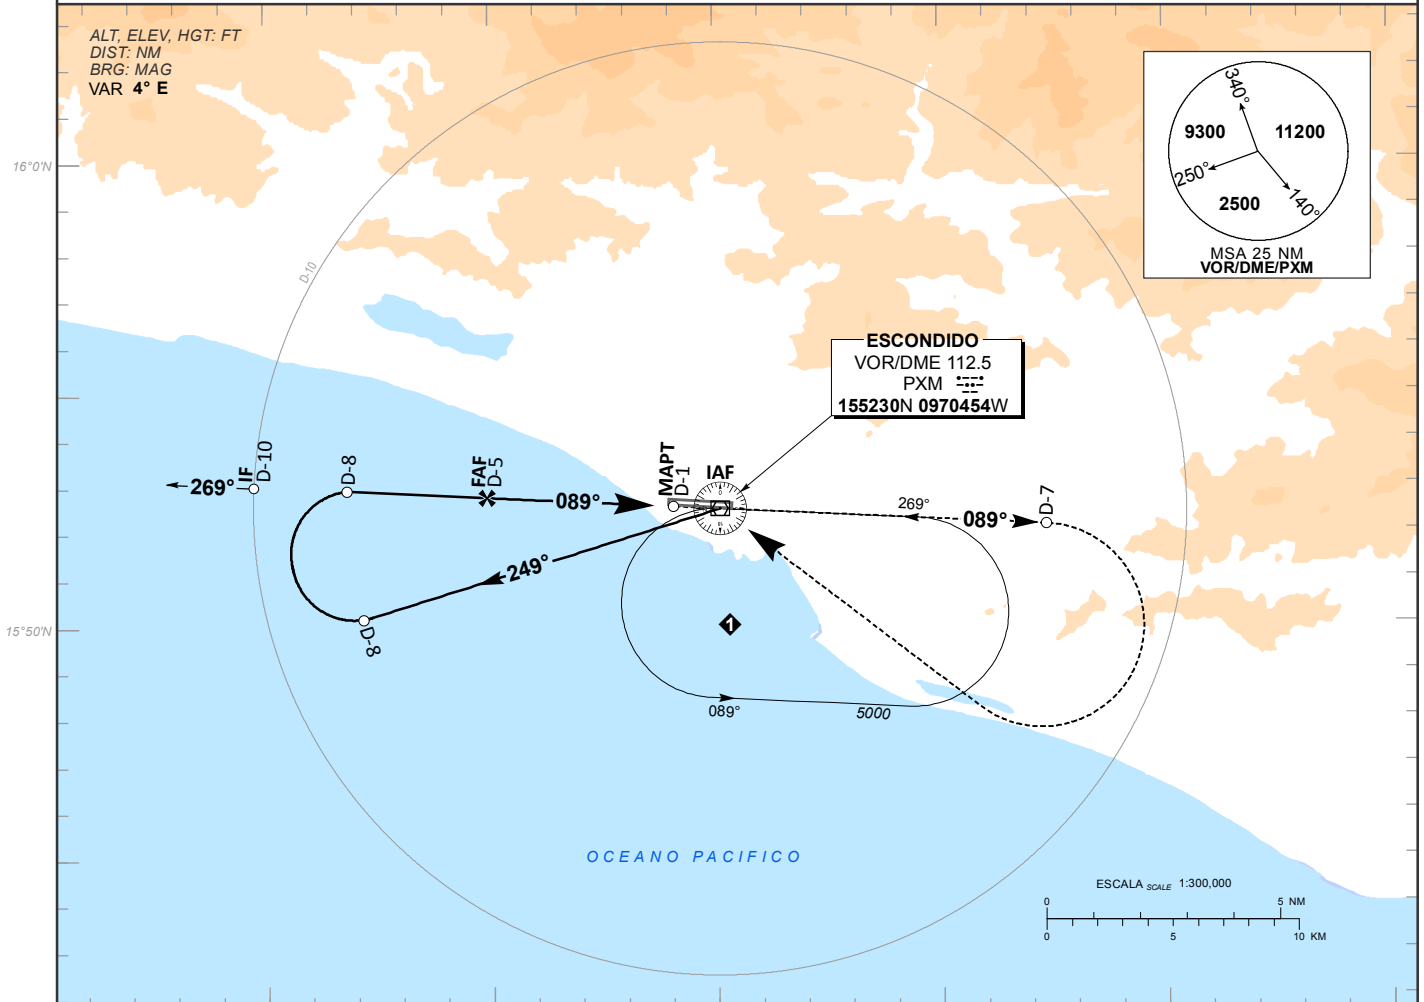 ALT, ELEV, HGT: FT
DIST: NM
BRG: MAG
VAR 4° E
16°0'N
15°50'N
D-10
340°
9300
11200
250°
2500
140°
MSA 25 NM
VOR/DME/PXM
ESCONDIDO
VOR/DME 112.5
PXM
155230N 0970454W
269°
IF
D-10
D-8
FAF
D-5
089°
MAPT
D-1
IAF
269°
089°
D-7
249°
D-8
1
089°
5000
OCEANO PACIFICO
ESCALA SCALE 1:300,000
0 5 NM
0 5 10 KM